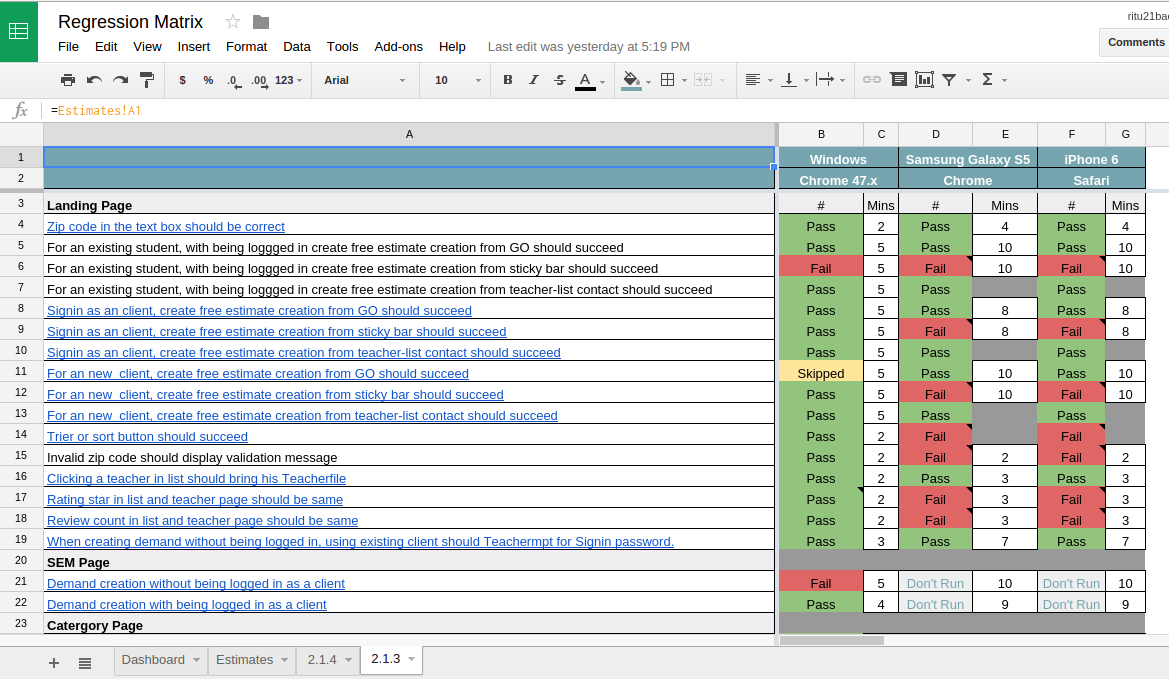 Regression Matrix
ritu21bac
File Edit View Insert Format Data Tools Add-ons Help Last edit was yesterday at 5:19 PM
Comments
$ % .0 .00 123 Arial 10 B I S A Σ
fx =Estimates!A1
A B C D E F G
1 Windows Samsung Galaxy S5 iPhone 6
2 Chrome 47.x Chrome Safari
3 Landing Page # Mins # Mins # Mins
4 Zip code in the text box should be correct Pass 2 Pass 4 Pass 4
5 For an existing student, with being loggged in create free estimate creation from GO should succeed Pass 5 Pass 10 Pass 10
6 For an existing student, with being loggged in create free estimate creation from sticky bar should succeed Fail 5 Fail 10 Fail 10
7 For an existing student, with being loggged in create free estimate creation from teacher-list contact should succeed Pass 5 Pass Pass
8 Signin as an client, create free estimate creation from GO should succeed Pass 5 Pass 8 Pass 8
9 Signin as an client, create free estimate creation from sticky bar should succeed Pass 5 Fail 8 Fail 8
10 Signin as an client, create free estimate creation from teacher-list contact should succeed Pass 5 Pass Pass
11 For an new  client, create free estimate creation from GO should succeed Skipped 5 Pass 10 Pass 10
12 For an new  client, create free estimate creation from sticky bar should succeed Pass 5 Fail 10 Fail 10
13 For an new  client, create free estimate creation from teacher-list contact should succeed Pass 5 Pass Pass
14 Trier or sort button should succeed Pass 2 Fail Fail
15 Invalid zip code should display validation message Pass 2 Fail 2 Fail 2
16 Clicking a teacher in list should bring his Teacherfile Pass 2 Pass 3 Pass 3
17 Rating star in list and teacher page should be same Pass 2 Fail 3 Fail 3
18 Review count in list and teacher page should be same Pass 2 Fail 3 Fail 3
19 When creating demand without being logged in, using existing client should Teachermpt for Signin password. Pass 3 Pass 7 Pass 7
20 SEM Page
21 Demand creation without being logged in as a client Fail 5 Don't Run 10 Don't Run 10
22 Demand creation with being logged in as a client Pass 4 Don't Run 9 Don't Run 9
23 Catergory Page
+ Dashboard Estimates 2.1.4 2.1.3